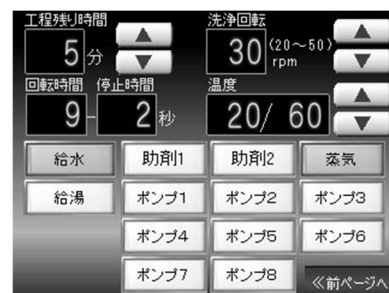 工程残り時間 洗浄回転
5分 30 (20～50) rpm
回転時間 停止時間 温度
9-2秒 20/60
給水 助剤1 助剤2 蒸気
給湯 ポンプ1 ポンプ2 ポンプ3
ポンプ4 ポンプ5 ポンプ6
ポンプ7 ポンプ8 ≪前ページへ